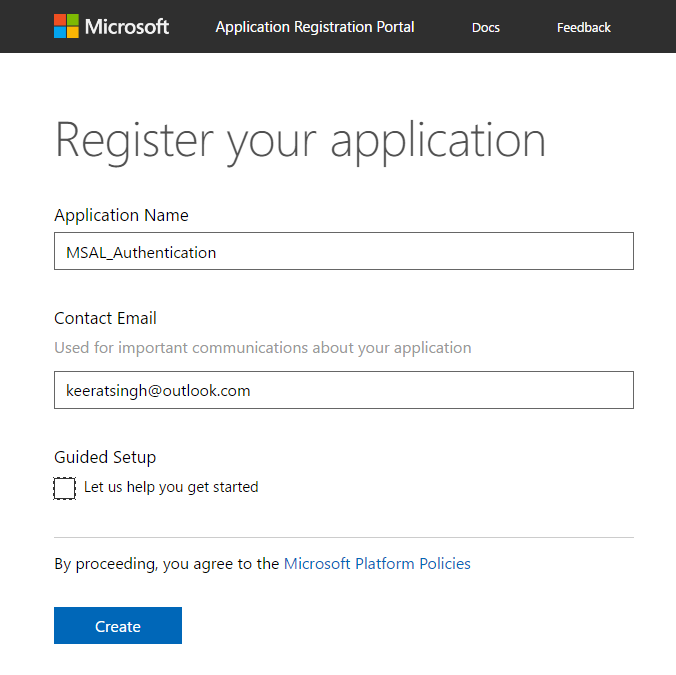 Microsoft Application Registration Portal Docs Feedback
Register your application
Application Name
MSAL_Authentication
Contact Email
Used for important communications about your application
keeratsingh@outlook.com
Guided Setup
Let us help you get started
By proceeding, you agree to the Microsoft Platform Policies
Create